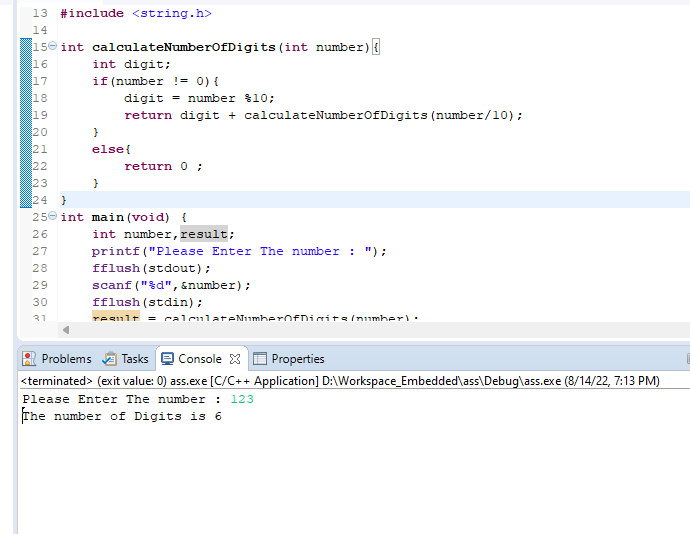 13 #include <string.h>
14
15 int calculateNumberOfDigits(int number){
16     int digit;
17     if(number != 0){
18         digit = number %10;
19         return digit + calculateNumberOfDigits(number/10);
20     }
21     else{
22         return 0 ;
23     }
24 }
25 int main(void) {
26     int number,result;
27     printf("Please Enter The number : ");
28     fflush(stdout);
29     scanf("%d",&number);
30     fflush(stdin);
31     result = calculateNumberOfDigits(number);
Problems Tasks Console Properties
<terminated> (exit value: 0) ass.exe [C/C++ Application] D:\Workspace_Embedded\ass\Debug\ass.exe (8/14/22, 7:13 PM)
Please Enter The number : 123
The number of Digits is 6